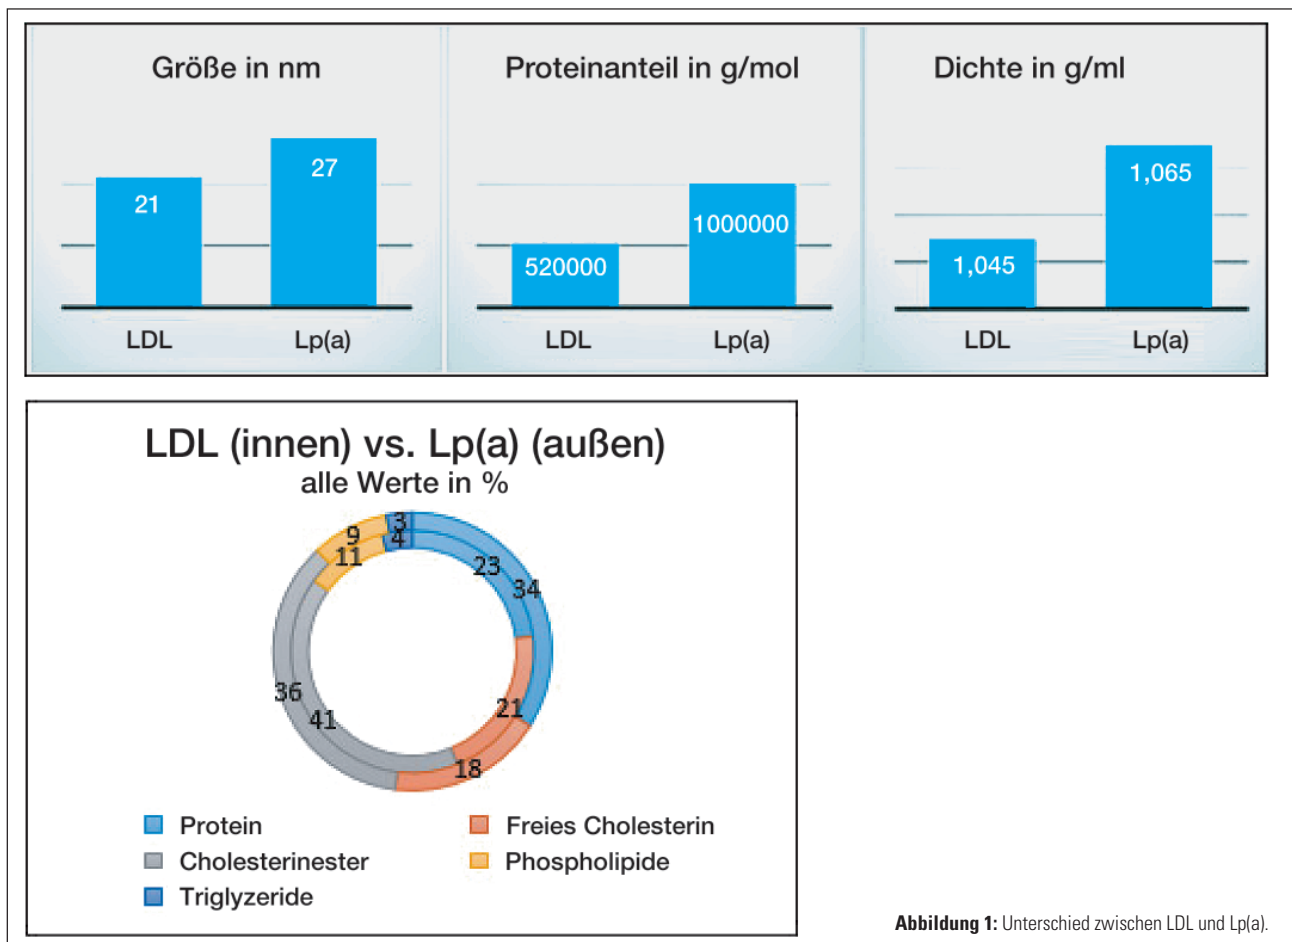 Größe in nm
21
27
LDL
Lp(a)
Proteinanteil in g/mol
520000
1000000
LDL
Lp(a)
Dichte in g/ml
1,045
1,065
LDL
Lp(a)
LDL (innen) vs. Lp(a) (außen)
alle Werte in %
3
9
4
11
23
34
36
41
21
18
Protein
Freies Cholesterin
Cholesterinester
Phospholipide
Triglyzeride
Abbildung 1: Unterschied zwischen LDL und Lp(a).